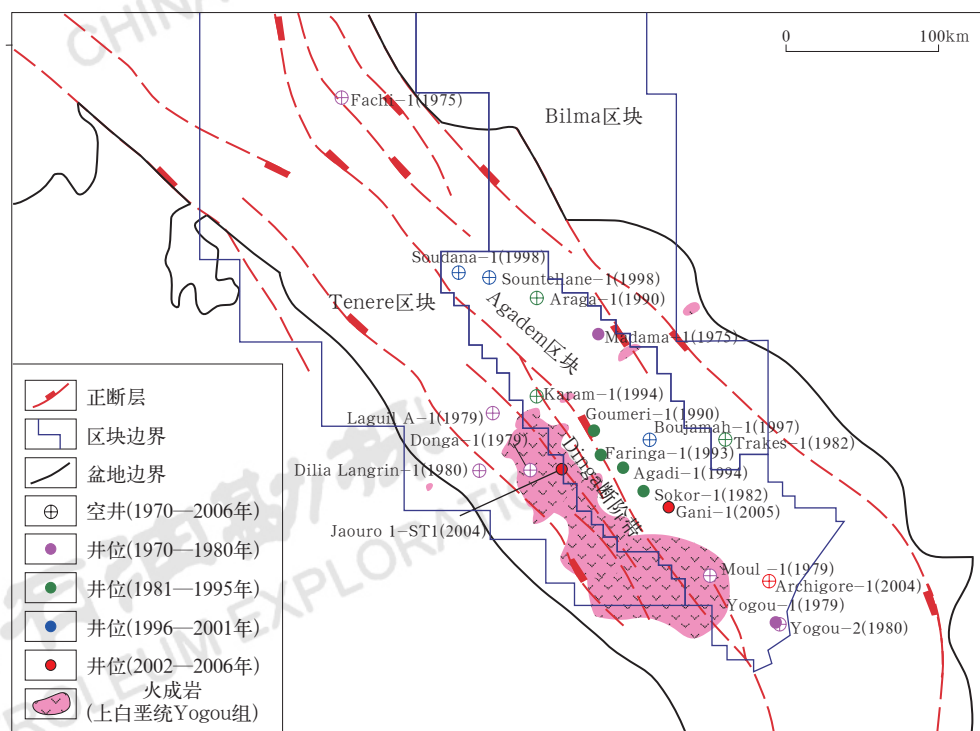 CHINA
0
100km
Fachi-1(1975)
Bilma区块
Soudana-1(1998)
Sountellane-1(1998)
Araga-1(1990)
Tenere区块
Agadem区块
Madama-1(1975)
Karam-1(1994)
Laguil A-1(1979)
Goumeri-1(1990)
Boujamah-1(1997)
Donga-1(1979)
Trakes-1(1982)
Faringa-1(1993)
Dilia Langrin-1(1980)
Dinga断阶带
Agadi-1(1994)
Sokor-1(1982)
Gani-1(2005)
Jaouro 1-ST1(2004)
Moul -1(1979)
Archigore-1(2004)
Yogou-1(1979)
Yogou-2(1980)
正断层
区块边界
盆地边界
空井(1970—2006年)
井位(1970—1980年)
井位(1981—1995年)
井位(1996—2001年)
井位(2002—2006年)
火成岩
(上白垩统Yogou组)
石油勘探
ROLEUM EXPLORATI